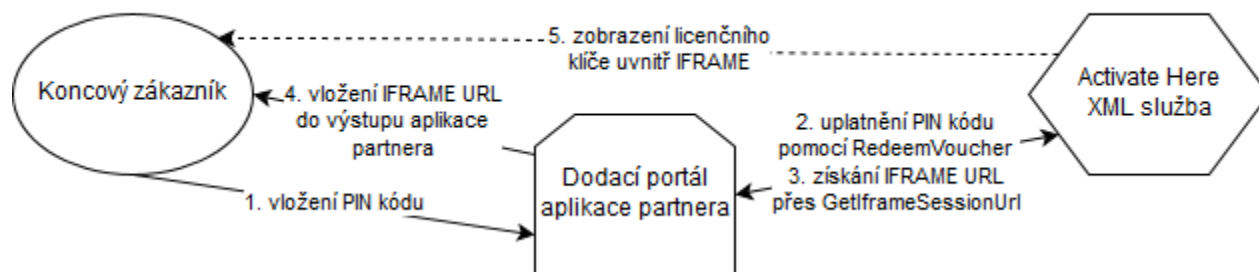 5. zobrazení licenčního
klíče uvnitř IFRAME
Koncový zákazník
Activate Here
XML služba
4. vložení IFRAME URL
do výstupu aplikace
partnera
2. uplatnění PIN kódu
pomocí RedeemVoucher
3. získání IFRAME URL
přes GetIframeSessionUrl
Dodací portál
aplikace partnera
1. vložení PIN kódu